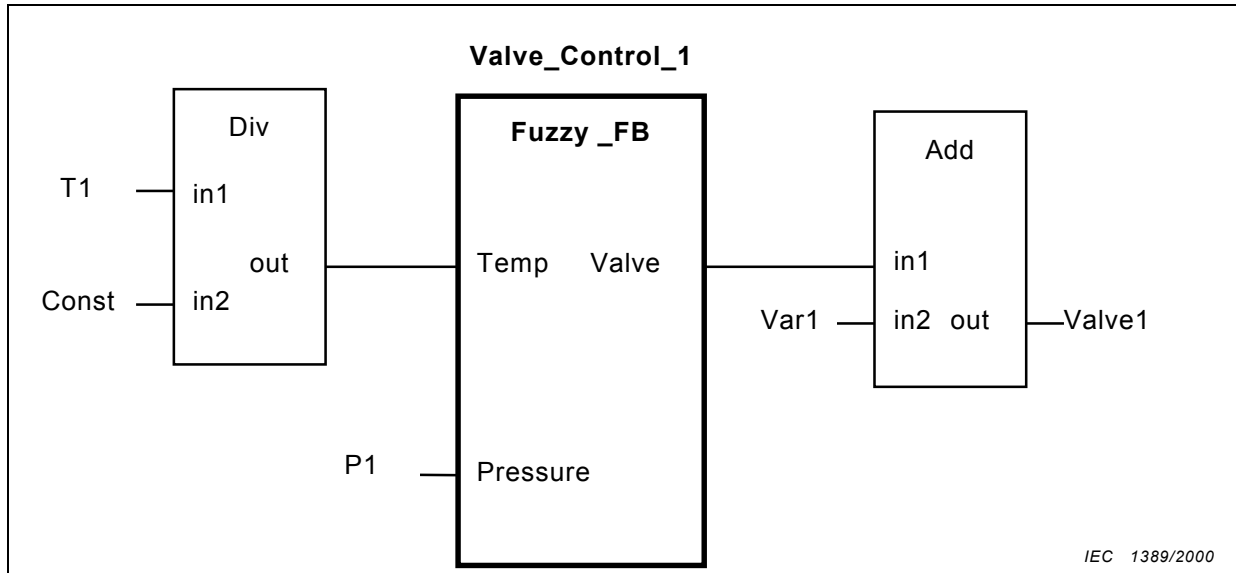 Valve_Control_1
Div
Fuzzy _FB
Add
T1
in1
out
Temp
Valve
in1
Const
in2
Var1
in2
out
Valve1
P1
Pressure
IEC 1389/2000